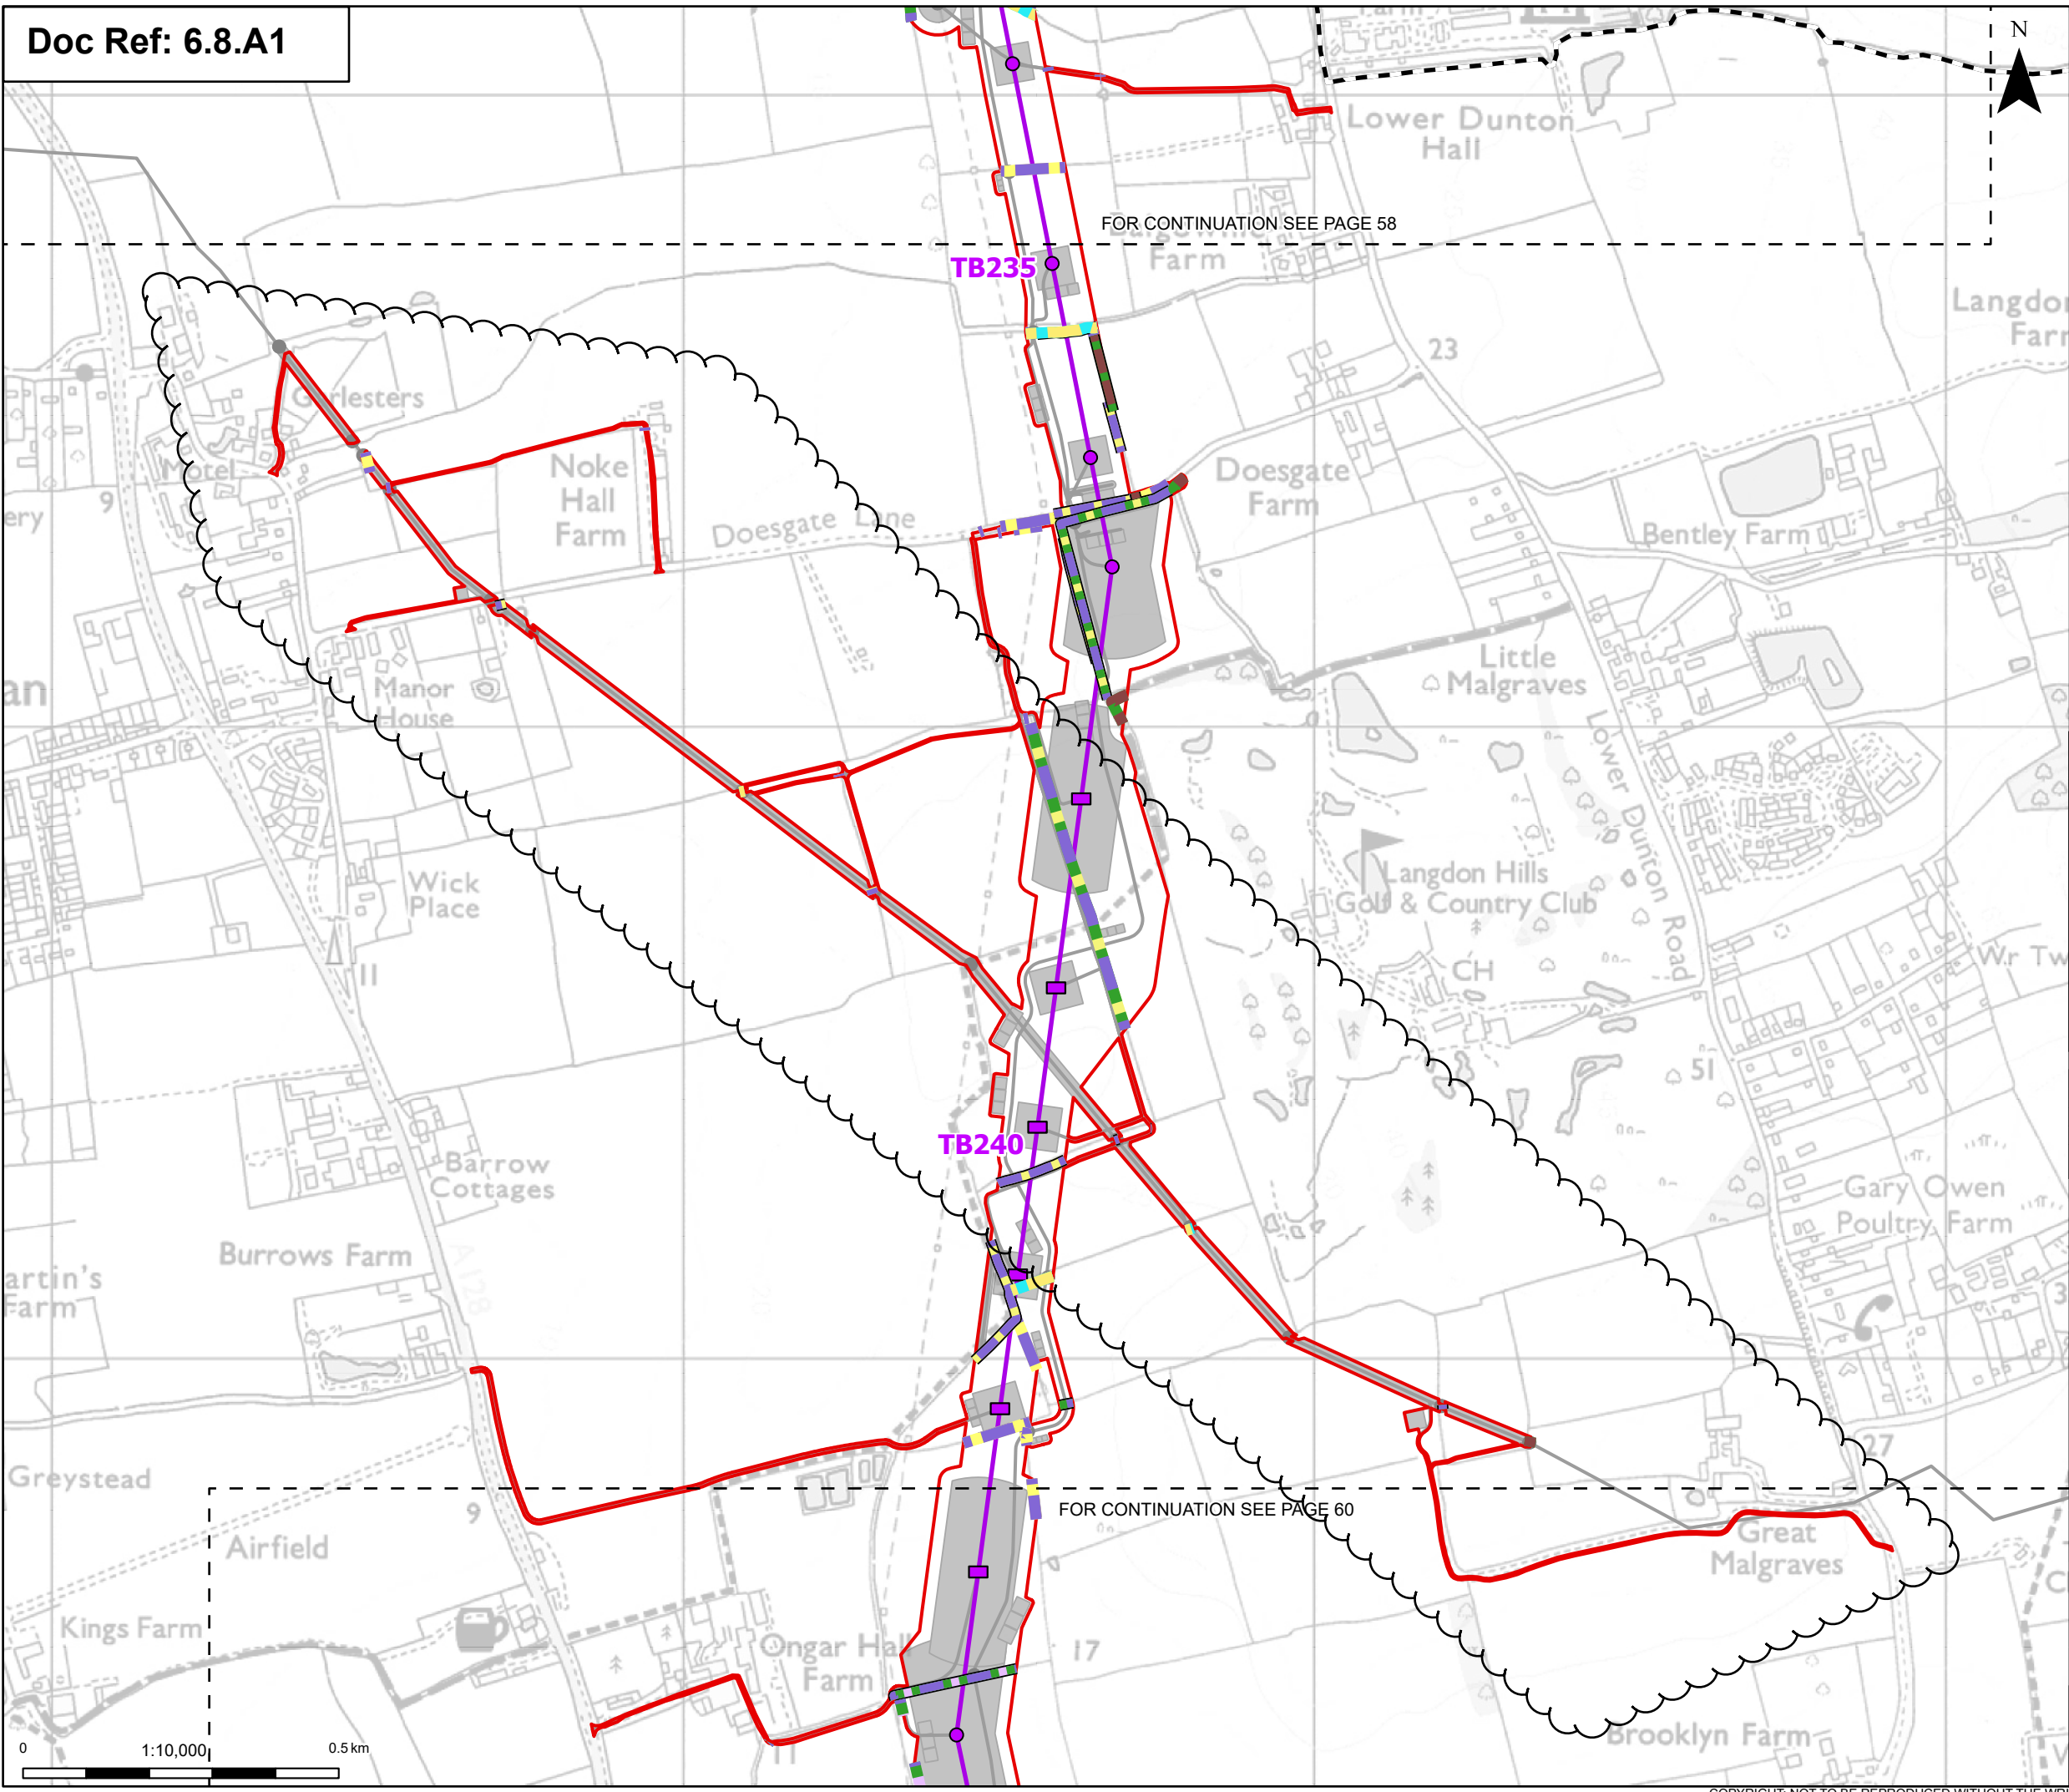 Doc Ref: 6.8.A1
N
Lower Dunton
Hall
FOR CONTINUATION SEE PAGE 58
Farm
TB235
23
Gorlesters
Motel
9
Noke
Hall
Farm
Doesgate Lane
Doesgate
Farm
Bentley Farm
Manor
House
Little
Malgraves
Lower Dunton Road
Wick
Place
11
Langdon Hills
Golf & Country Club
CH
51
TB240
Barrow
Cottages
Burrows Farm
A128
Gary Owen
Poultry Farm
Farm
Greystead
27
9
FOR CONTINUATION SEE PAGE 60
Airfield
Great
Malgraves
Kings Farm
Ongar Hall
Farm
17
11
Brooklyn Farm
0
1:10,000
0.5 km